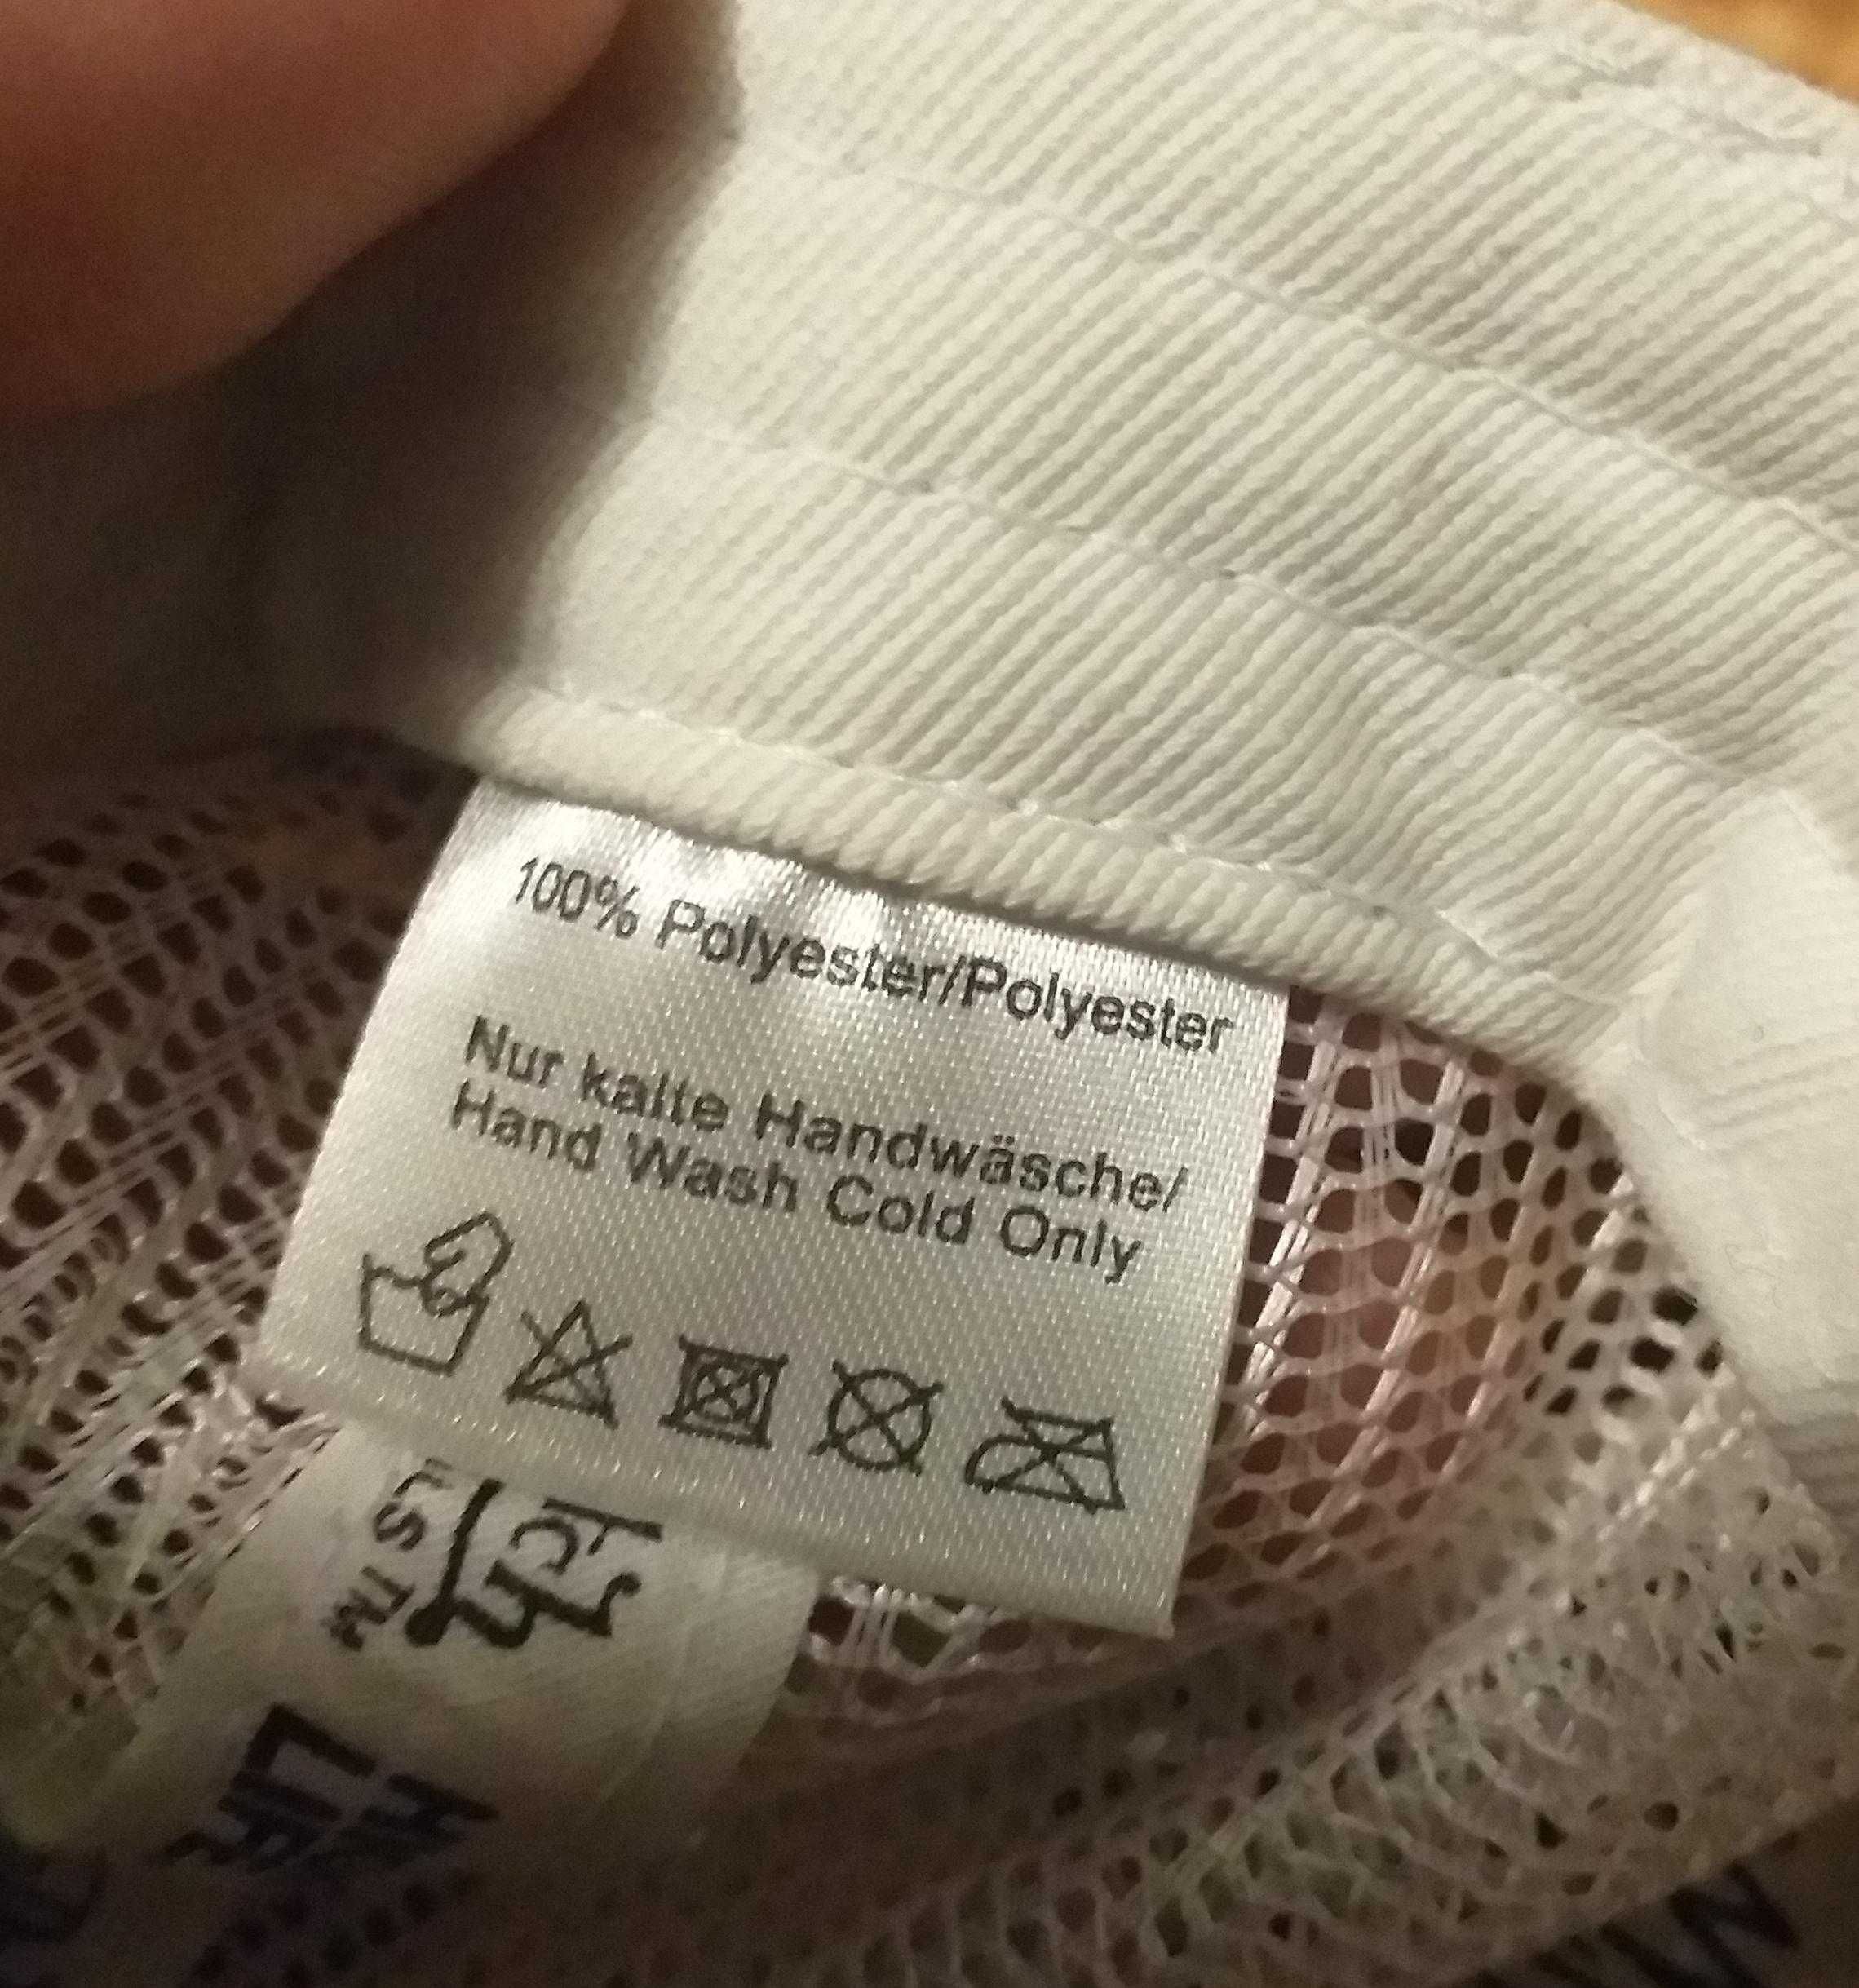 100% Polyester/Polyester
Nur kalte Handwäsche/
Hand Wash Cold Only